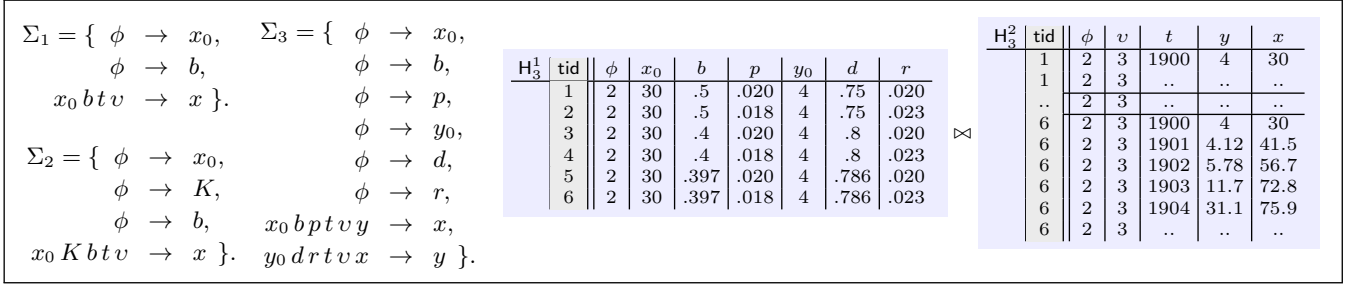 Σ₁ = { ϕ → x₀,
ϕ → b,
x₀ b t υ → x }.
Σ₂ = { ϕ → x₀,
ϕ → K,
ϕ → b,
x₀ K b t υ → x }.
Σ₃ = { ϕ → x₀,
ϕ → b,
ϕ → p,
ϕ → y₀,
ϕ → d,
ϕ → r,
x₀ b p t υ y → x,
y₀ d r t υ x → y }.
H₃¹ tid ϕ x₀ b p y₀ d r
1 2 30 .5 .020 4 .75 .020
2 2 30 .5 .018 4 .75 .023
3 2 30 .4 .020 4 .8 .020
4 2 30 .4 .018 4 .8 .023
5 2 30 .397 .020 4 .786 .020
6 2 30 .397 .018 4 .786 .023
⋈
H₃² tid ϕ υ t y x
1 2 3 1900 4 30
1 2 3 .. .. ..
.. 2 3 .. .. ..
6 2 3 1900 4 30
6 2 3 1901 4.12 41.5
6 2 3 1902 5.78 56.7
6 2 3 1903 11.7 72.8
6 2 3 1904 31.1 75.9
6 2 3 .. .. ..